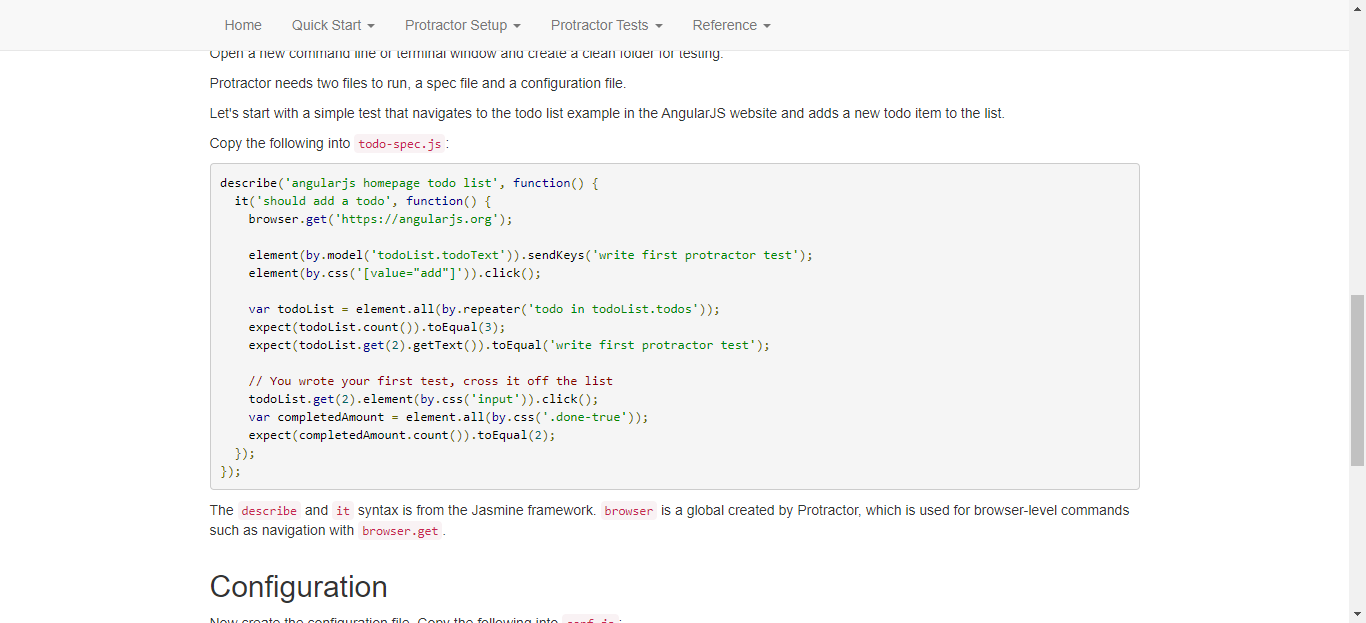 Home Quick Start Protractor Setup Protractor Tests Reference
Open a new command line or terminal window and create a clean folder for testing.
Protractor needs two files to run, a spec file and a configuration file.
Let's start with a simple test that navigates to the todo list example in the AngularJS website and adds a new todo item to the list.
Copy the following into todo-spec.js:
describe('angularjs homepage todo list', function() {
  it('should add a todo', function() {
    browser.get('https://angularjs.org');
    element(by.model('todoList.todoText')).sendKeys('write first protractor test');
    element(by.css('[value="add"]')).click();
    var todoList = element.all(by.repeater('todo in todoList.todos'));
    expect(todoList.count()).toEqual(3);
    expect(todoList.get(2).getText()).toEqual('write first protractor test');
    // You wrote your first test, cross it off the list
    todoList.get(2).element(by.css('input')).click();
    var completedAmount = element.all(by.css('.done-true'));
    expect(completedAmount.count()).toEqual(2);
  });
});
The describe and it syntax is from the Jasmine framework. browser is a global created by Protractor, which is used for browser-level commands
such as navigation with browser.get.
Configuration
Now create the configuration file. Copy the following into conf.js: